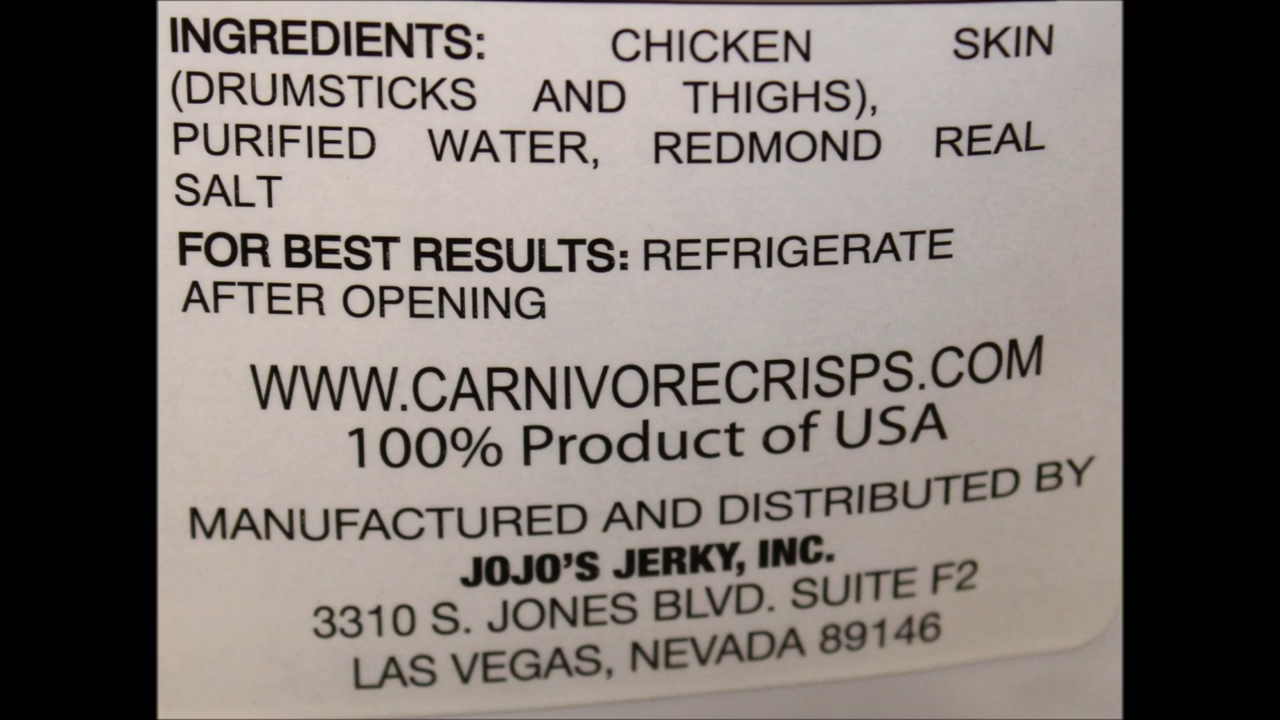 INGREDIENTS: CHICKEN SKIN
(DRUMSTICKS AND THIGHS),
PURIFIED WATER, REDMOND REAL
SALT
FOR BEST RESULTS: REFRIGERATE
AFTER OPENING
WWW.CARNIVORECRISPS.COM
100% Product of USA
MANUFACTURED AND DISTRIBUTED BY
JOJO'S JERKY, INC.
3310 S. JONES BLVD. SUITE F2
LAS VEGAS, NEVADA 89146